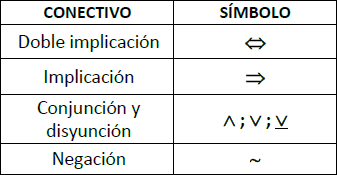 CONECTIVO SÍMBOLO
Doble implicación ⇔
Implicación ⇒
Conjunción y
disyunción ∧ ; ∨ ; ⊻
Negación ~